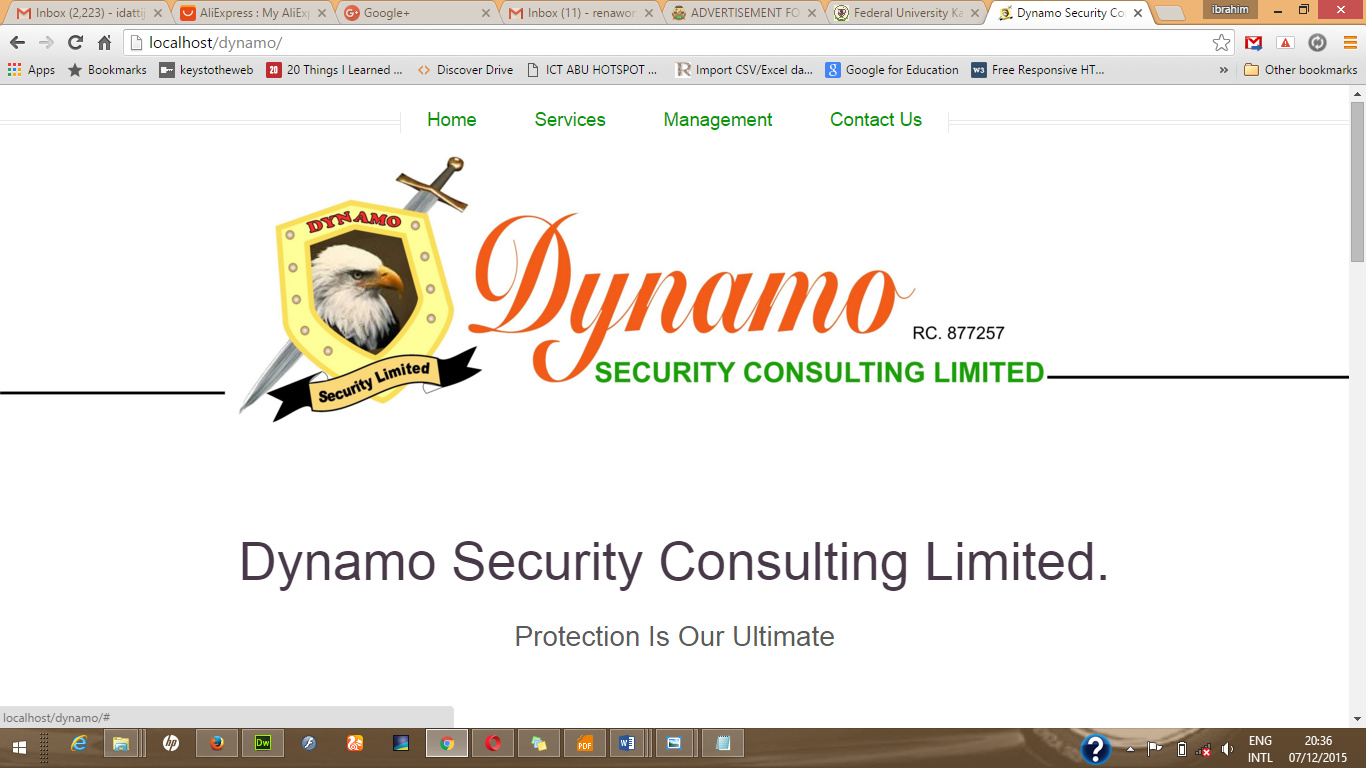 Inbox (2,223) - idattij
AliExpress : My AliExp
Google+
Inbox (11) - renawor
ADVERTISEMENT FO
Federal University Ka
Dynamo Security Co
ibrahim
localhost/dynamo/
Apps
Bookmarks
keystotheweb
20 Things I Learned ...
Discover Drive
ICT ABU HOTSPOT ...
Import CSV/Excel da...
Google for Education
Free Responsive HT...
»
Other bookmarks
Home
Services
Management
Contact Us
DYNAMO
Security Limited
Dynamo
RC. 877257
SECURITY CONSULTING LIMITED
Dynamo Security Consulting Limited.
Protection Is Our Ultimate
localhost/dynamo/#
hp
Dw
PDF
?
ENG
INTL
20:36
07/12/2015